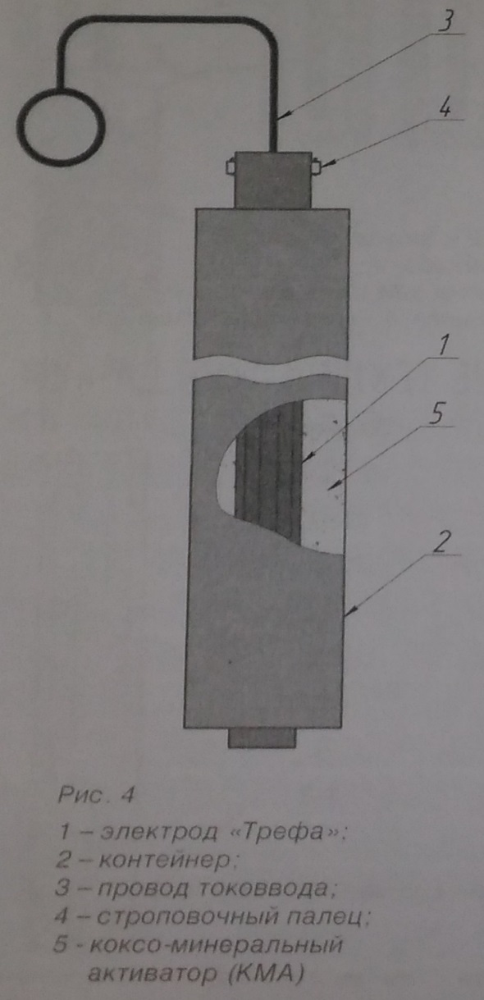 3
4
1
5
2
Рис. 4
1 – электрод «Трефа»;
2 – контейнер;
3 – провод токоввода;
4 – строповочный палец;
5 - коксо-минеральный
активатор (КМА)